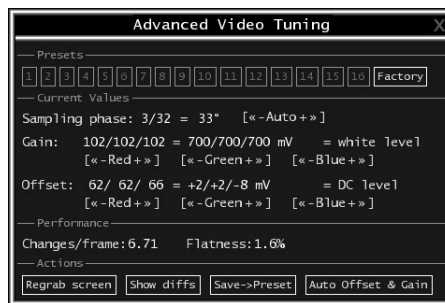 Advanced Video Tuning X
Presets
1 2 3 4 5 6 7 8 9 10 11 12 13 14 15 16 Factory
Current Values
Sampling phase: 3/32 = 33° [«-Auto+»]
Gain: 102/102/102 = 700/700/700 mV = white level
[«-Red+»] [«-Green+»] [«-Blue+»]
Offset: 62/ 62/ 66 = +2/+2/-8 mV = DC level
[«-Red+»] [«-Green+»] [«-Blue+»]
Performance
Changes/frame:6.71 Flatness:1.6%
Actions
Regrab screen Show diffs Save->Preset Auto Offset & Gain